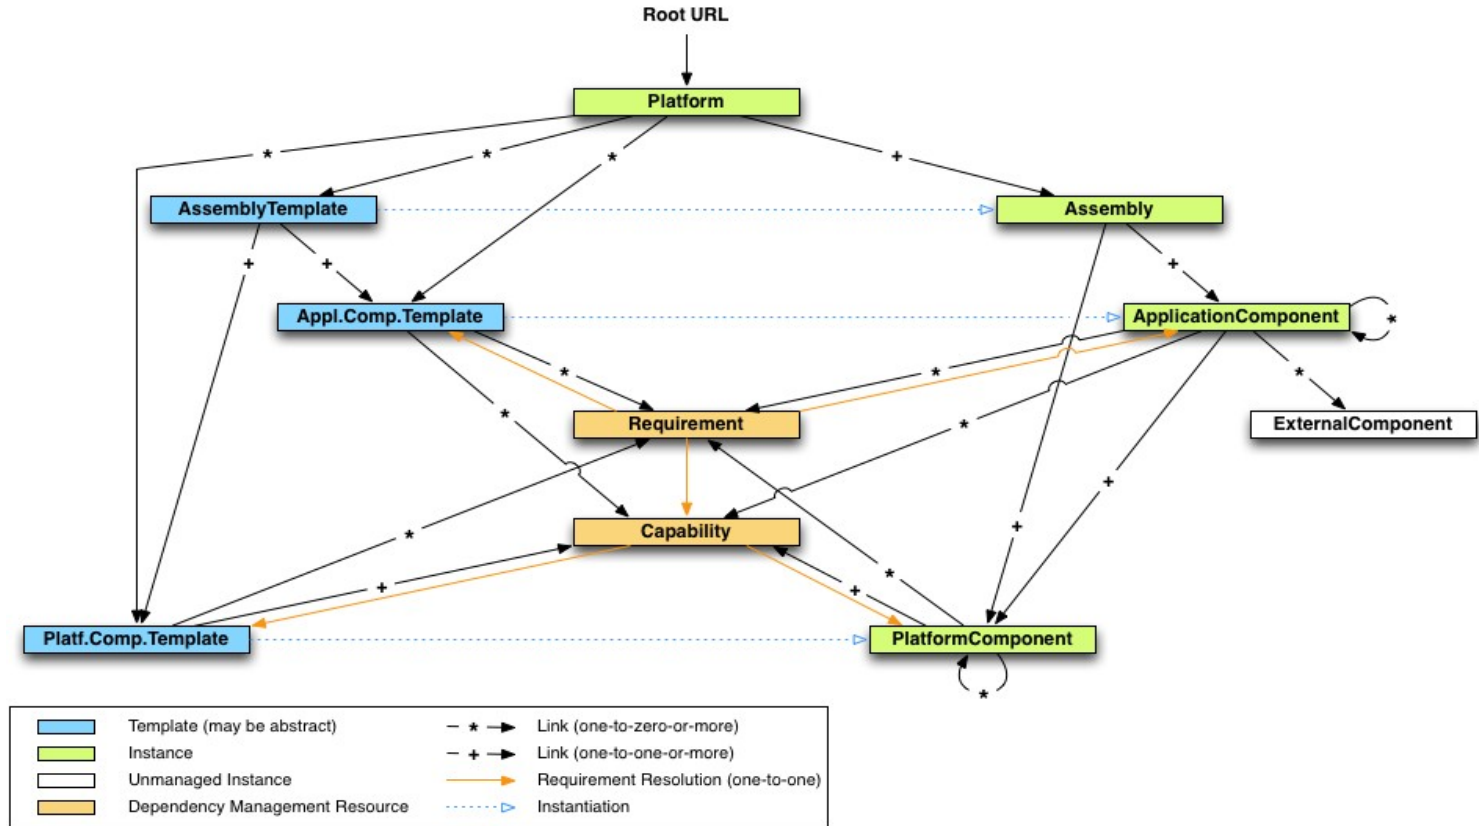 Root URL
Platform
*
*
*
+
AssemblyTemplate
Assembly
+
+
+
Appl.Comp.Template
ApplicationComponent
*
*
*
*
*
*
Requirement
ExternalComponent
+
+
*
Capability
*
+
+
Platf.Comp.Template
PlatformComponent
*
Template (may be abstract)
– * Link (one-to-zero-or-more)
Instance
– + Link (one-to-one-or-more)
Unmanaged Instance
Requirement Resolution (one-to-one)
Dependency Management Resource
Instantiation